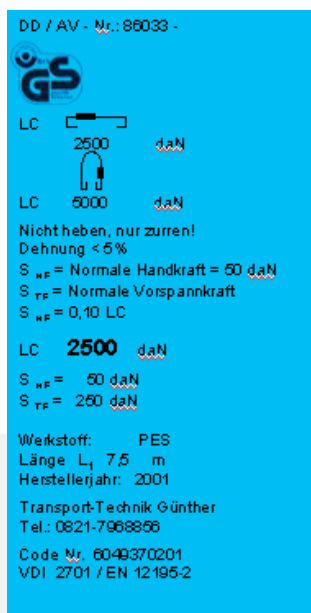 DD / AV - Nr.: 86033 -
GS
LC
2500 daN
LC 5000 daN
Nicht heben, nur zurren!
Dehnung <5%
S HF = Normale Handkraft = 50 daN
S TF = Normale Vorspannkraft
S HF = 0,10 LC
LC 2500 daN
S HF = 50 daN
S TF = 250 daN
Werkstoff: PES
Länge L1 7,5 m
Herstellerjahr: 2001
Transport-Technik Günther
Tel.: 0821-7968856
Code Nr. 6049370201
VDI 2701 / EN 12195-2